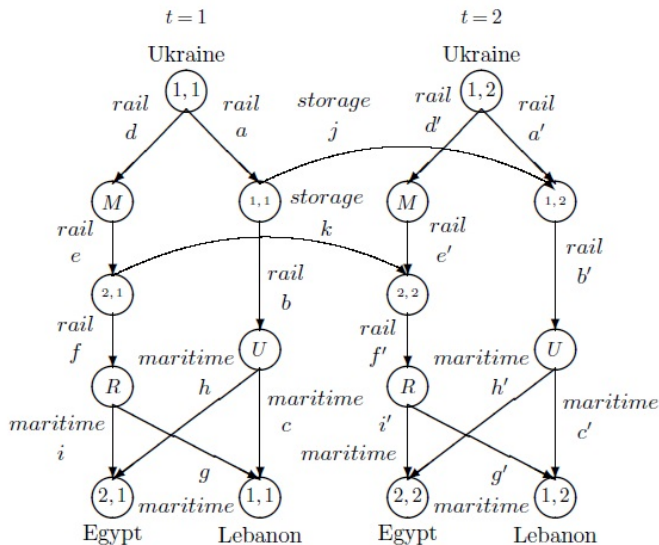 t = 1 t = 2
Ukraine Ukraine
1, 1 1, 2
rail rail storage rail rail
d a j d′ a′
M 1, 1 storage M 1, 2
rail k rail
e e′
rail rail
b b′
2, 1 2, 2
rail rail
f f′
maritime U maritime U
R h R h′
maritime maritime i′ maritime
i c c′
g maritime g′
2, 1 maritime 1, 1 2, 2 maritime 1, 2
Egypt Lebanon Egypt Lebanon